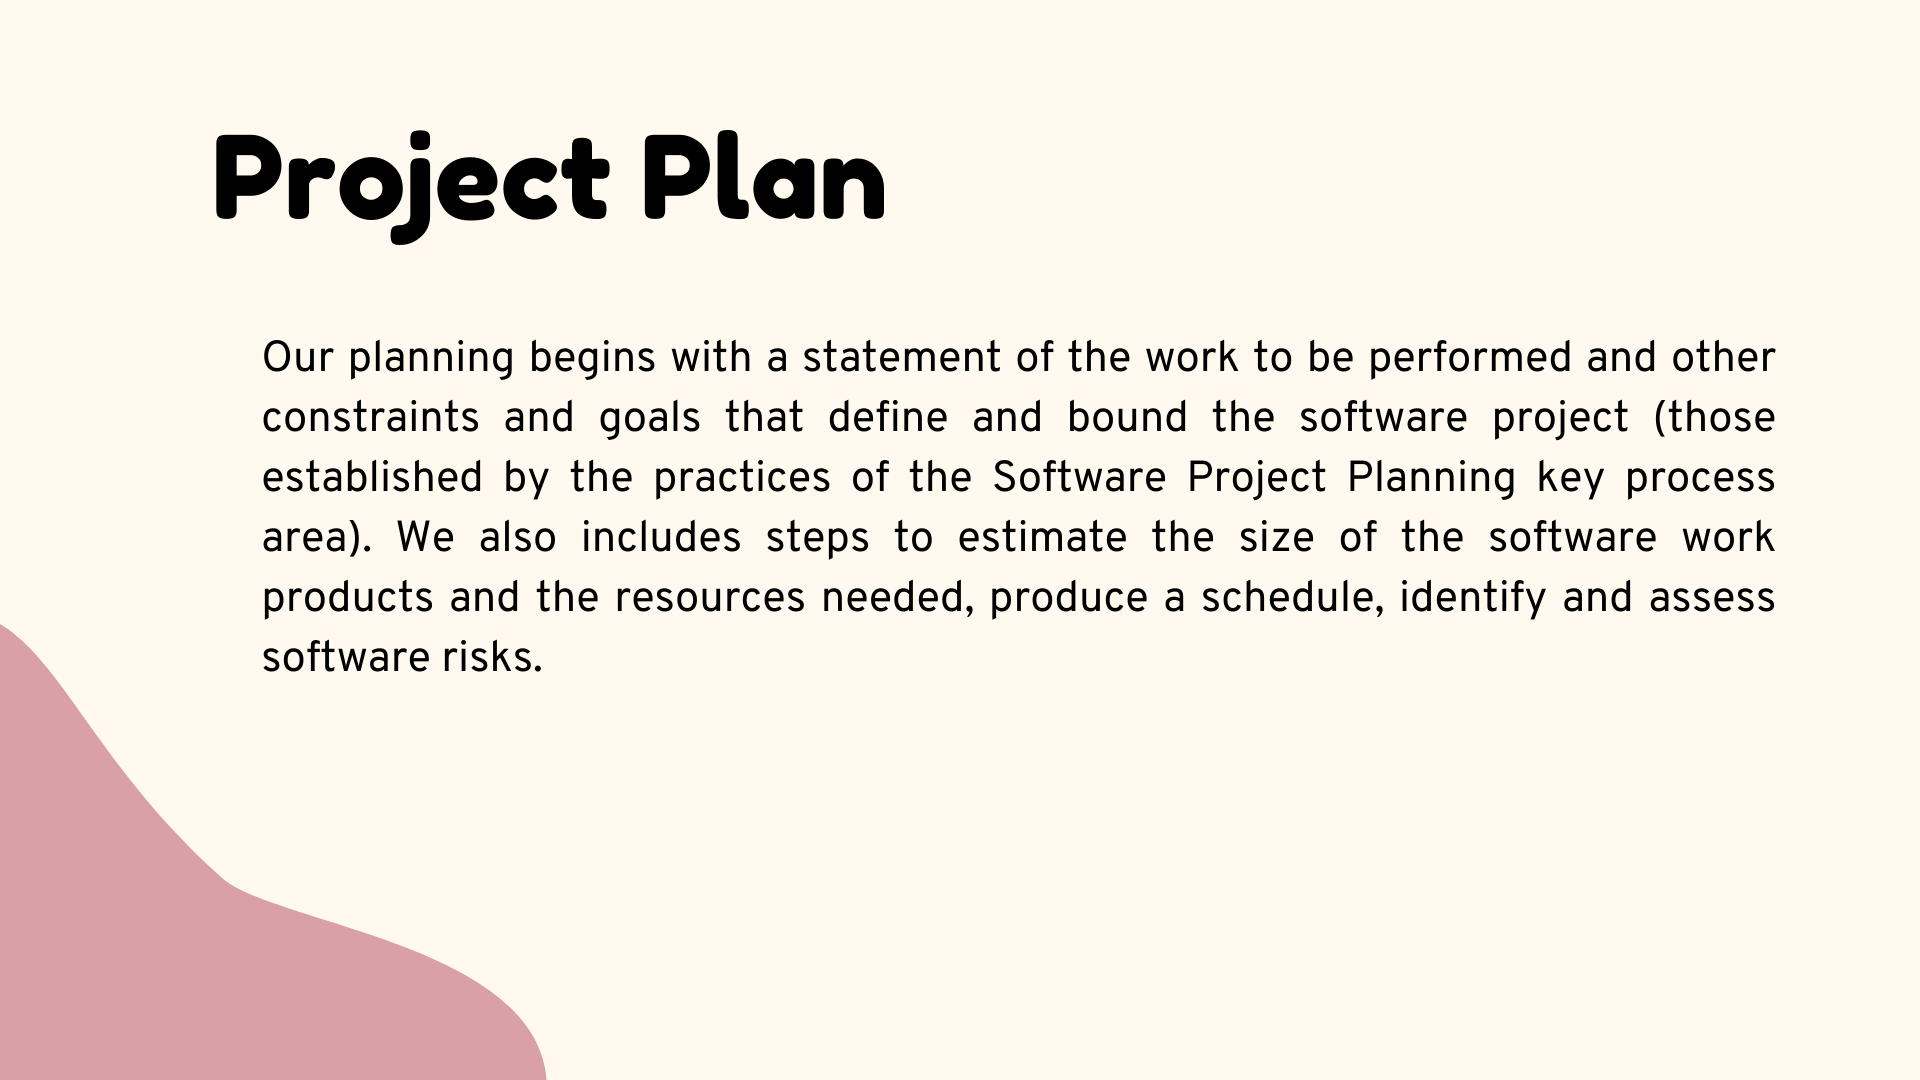 Project Plan
Our planning begins with a statement of the work to be performed and other
constraints and goals that define and bound the software project (those
established by the practices of the Software Project Planning key process
area). We also includes steps to estimate the size of the software work
products and the resources needed, produce a schedule, identify and assess
software risks.